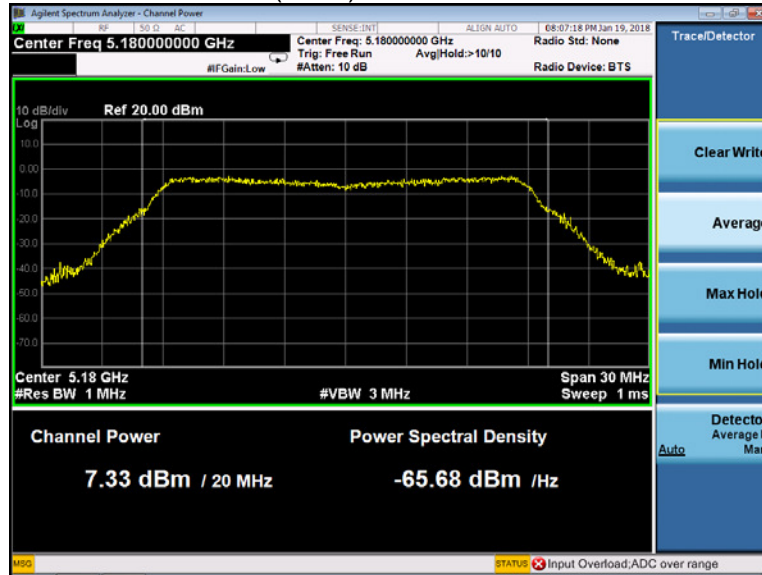 Agilent Spectrum Analyzer - Channel Power
RF 50 Ω AC SENSE:INT ALIGN AUTO 08:07:18 PM Jan 19, 2018
Center Freq 5.180000000 GHz
#IFGain:Low
Center Freq: 5.180000000 GHz
Trig: Free Run Avg|Hold:>10/10
#Atten: 10 dB
Radio Std: None
Radio Device: BTS
Trace/Detector
10 dB/div Ref 20.00 dBm
Log
10.0
0.00
-10.0
-20.0
-30.0
-40.0
-50.0
-60.0
-70.0
Center 5.18 GHz Span 30 MHz
#Res BW 1 MHz #VBW 3 MHz Sweep 1 ms
Channel Power Power Spectral Density
7.33 dBm / 20 MHz -65.68 dBm /Hz
Clear Write
Average
Max Hold
Min Hold
Detecto
Average
Auto Man
MSG STATUS Input Overload;ADC over range